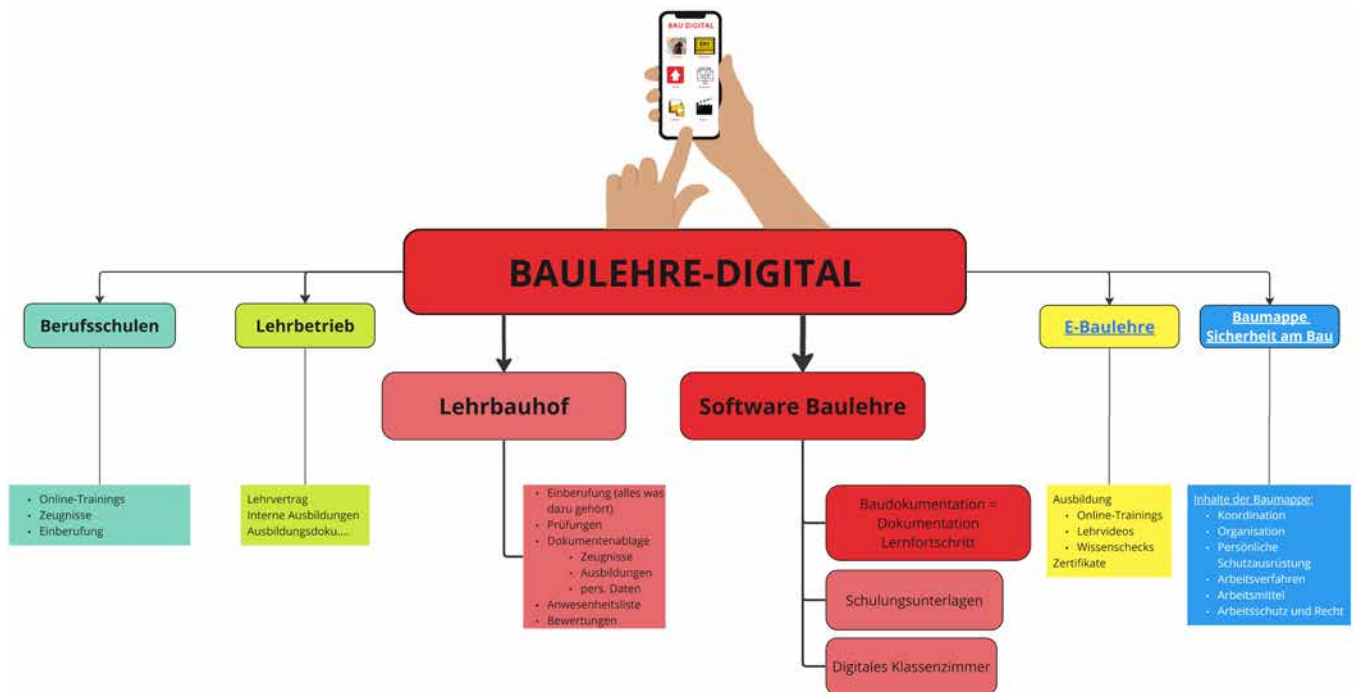 BAU DIGITAL
BAULEHRE-DIGITAL
Berufsschulen
Lehrbetrieb
E-Baulehre
Baumappe
Sicherheit am Bau
Lehrbauhof
Software Baulehre
• Online-Trainings
• Zeugnisse
• Einberufung
Lehrvertrag
Interne Ausbildungen
Ausbildungsdoku....
• Einberufung (alles was
dazu gehört)
• Prüfungen
• Dokumentenablage
• Zeugnisse
• Ausbildungen
• pers. Daten
• Anwesenheitsliste
• Bewertungen
Baudokumentation =
Dokumentation
Lernfortschritt
Schulungsunterlagen
Digitales Klassenzimmer
Ausbildung
• Online-Trainings
• Lehrvideos
• Wissenschecks
Zertifikate
Inhalte der Baumappe:
• Koordination
• Organisation
• Persönliche
Schutzausrüstung
• Arbeitsverfahren
• Arbeitsmittel
• Arbeitsschutz und Recht